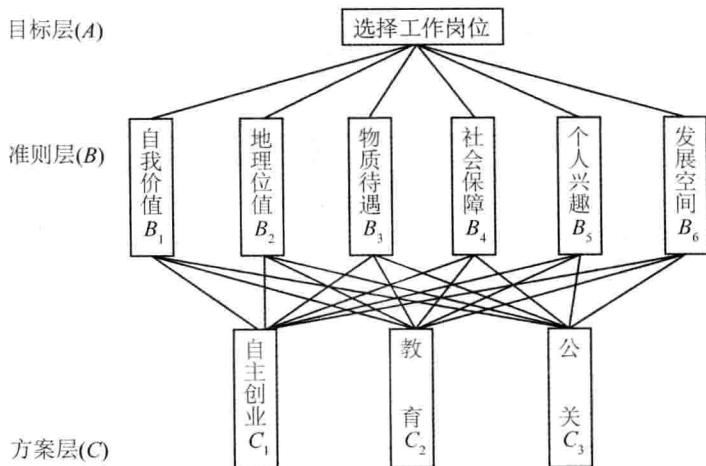 目标层(A)
选择工作岗位
准则层(B)
自我价值 B₁
地理位值 B₂
物质待遇 B₃
社会保障 B₄
个人兴趣 B₅
发展空间 B₆
方案层(C)
自主创业 C₁
教育 C₂
公关 C₃